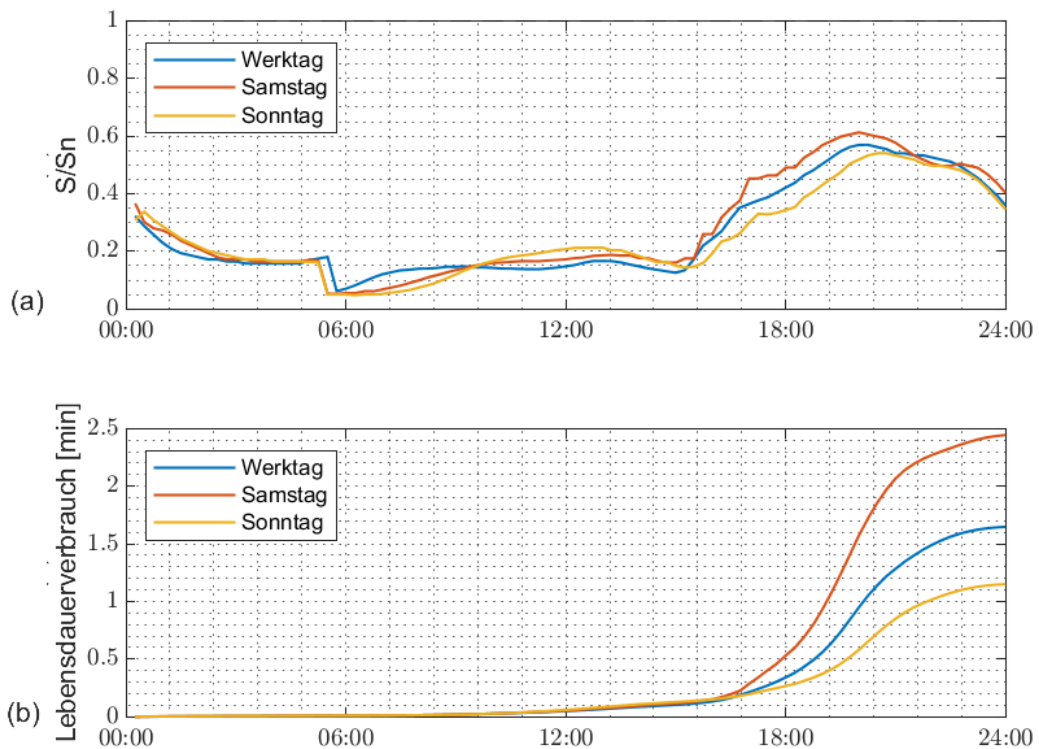 1
0.8
0.6
0.4
0.2
0
S/Sn
Werktag
Samstag
Sonntag
(a)
00:00 06:00 12:00 18:00 24:00
2.5
2
1.5
1
0.5
0
Lebensdauerverbrauch [min]
Werktag
Samstag
Sonntag
(b)
00:00 06:00 12:00 18:00 24:00